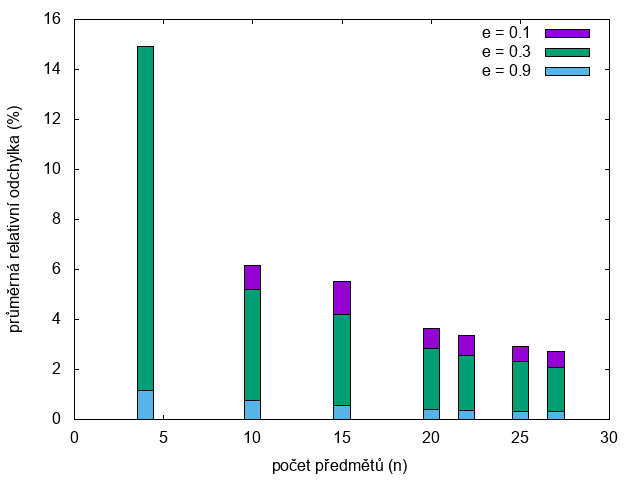 16
14
12
10
8
6
4
2
0
0 5 10 15 20 25 30
průměrná relativní odchylka (%)
počet předmětů (n)
e = 0.1
e = 0.3
e = 0.9